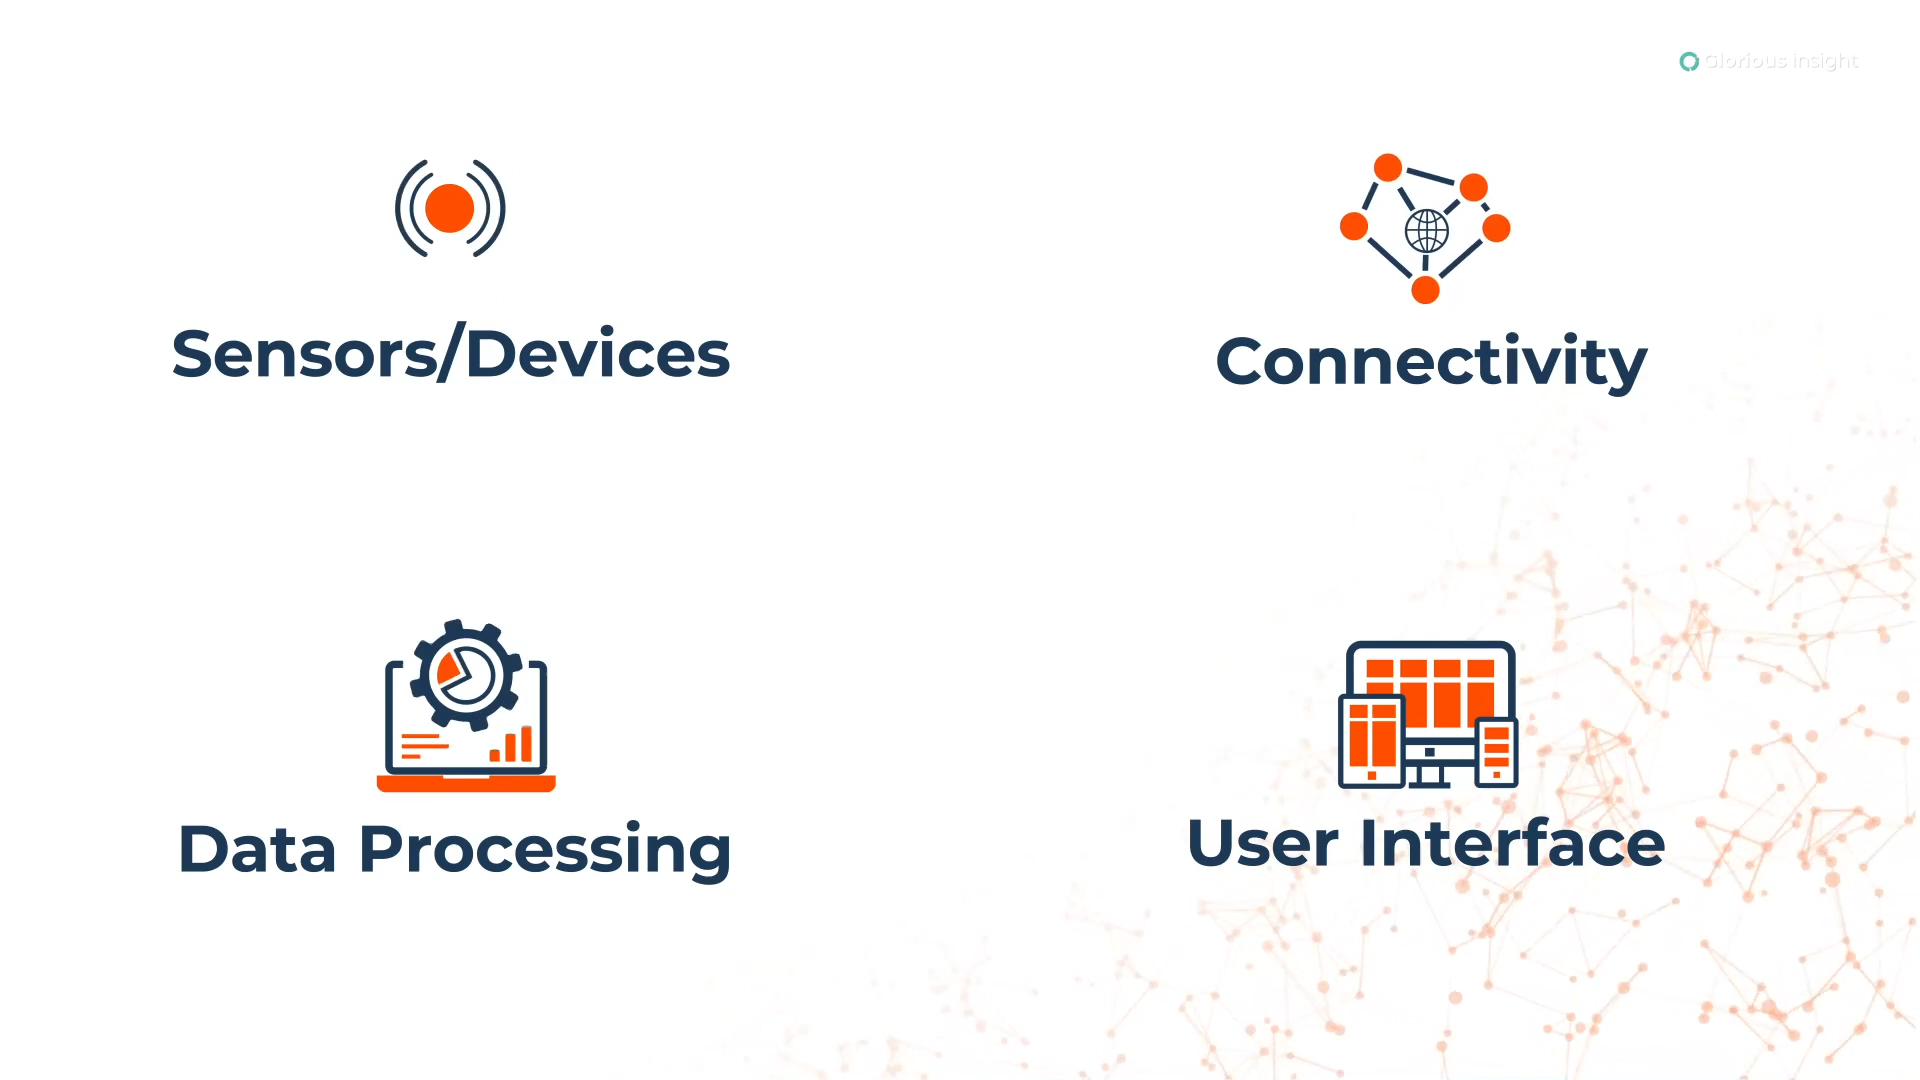 Glorious Insight
Sensors/Devices
Connectivity
Data Processing
User Interface